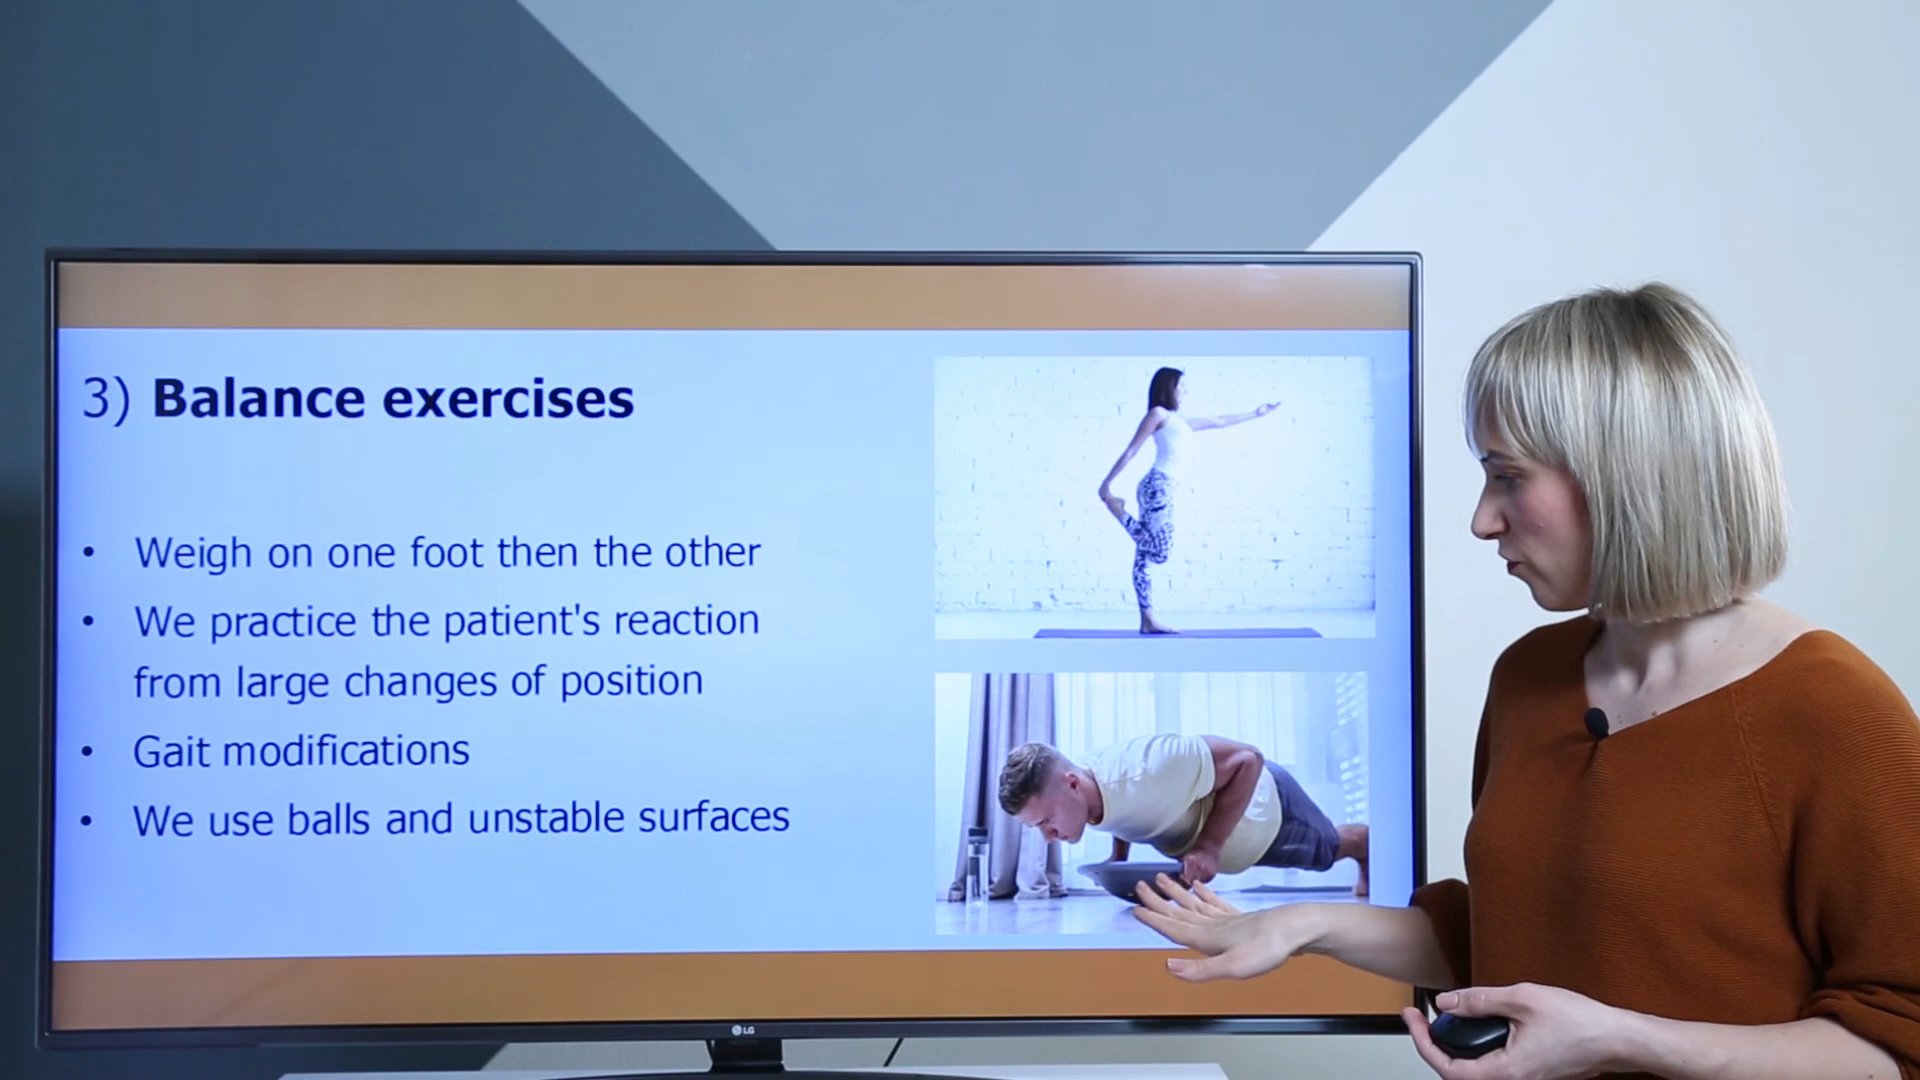 3) Balance exercises
• Weigh on one foot then the other
• We practice the patient's reaction
from large changes of position
• Gait modifications
• We use balls and unstable surfaces
LG